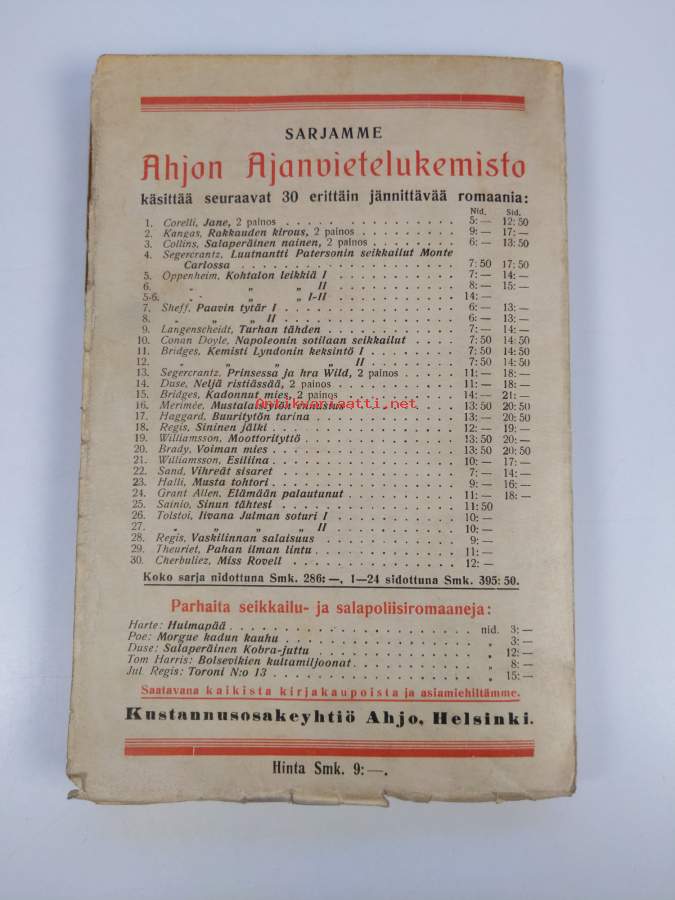 SARJAMME
Ahjon Ajanvietelukemisto
käsittää seuraavat 30 erittäin jännittävää romaania:
Nid. Sid.
1. Corelli, Jane, 2 painos 5:— 12:50
2. Kangas, Rakkauden kirous, 2 painos 9:— 17:—
3. Collins, Salaperäinen nainen, 2 painos 6:— 13:50
4. Segercrantz, Luutnantti Patersonin seikkailut Monte
Carlossa 7:50 17:50
5. Oppenheim, Kohtalon leikkiä I 7:— 14:—
6. „ „ „ II 8:— 15:—
5-6. „ „ „ I-II 14:—
7. Sheff, Paavin tytär I 6:— 13:—
8. „ „ „ II 6:— 13:—
9. Langenscheidt, Turhan tähden 7:— 14:—
10. Conan Doyle, Napoleonin sotilaan seikkailut 7:50 14:50
11. Bridges, Kemisti Lyndonin keksintö I 7:50 14:50
12. „ „ „ „ II 7:50 14:50
13. Segercrantz, Prinsessa ja hra Wild, 2 painos 11:— 18:—
14. Duse, Neljä ristiässää, 2 painos 11:— 18:—
15. Bridges, Kadonnut mies, 2 painos 14:— 21:—
16. Merimée, Mustalaistytön ennustus 13:50 20:50
Antikvariaatti.net
17. Haggard, Buuritytön tarina 13:— 20:50
18. Regis, Sininen jälki 12:— 19:—
19. Williamsson, Moottorityttö 13:50 20:—
20. Brady, Voiman mies 13:50 20:50
21. Williamsson, Esiliina 10:— 17:—
22. Sand, Vihreät sisaret 7:— 14:—
23. Halli, Musta tohtori 9:— 16:—
24. Grant Allen, Elämään palautunut 11:— 18:—
25. Sainio, Sinun tähtesi 11:50
26. Tolstoi, Iivana Julman soturi I 10:—
27. „ „ „ „ II 10:—
28. Regis, Vaskilinnan salaisuus 9:—
29. Theuriet, Pahan ilman lintu 11:—
30. Cherbuliez, Miss Rovell 12:—
Koko sarja nidottuna Smk. 286:—, 1—24 sidottuna Smk. 395:50.
Parhaita seikkailu- ja salapoliisiromaaneja:
Harte: Huimapää nid. 3:—
Poe: Morgue kadun kauhu „ 3:—
Duse: Salaperäinen Kobra-juttu „ 12:—
Tom Harris: Bolsevikien kultamiljoonat „ 8:—
Jul. Regis: Toroni N:o 13 „ 15:—
Saatavana kaikista kirjakaupoista ja asiamiehiltämme.
Kustannusosakeyhtiö Ahjo, Helsinki.
Hinta Smk. 9:—.